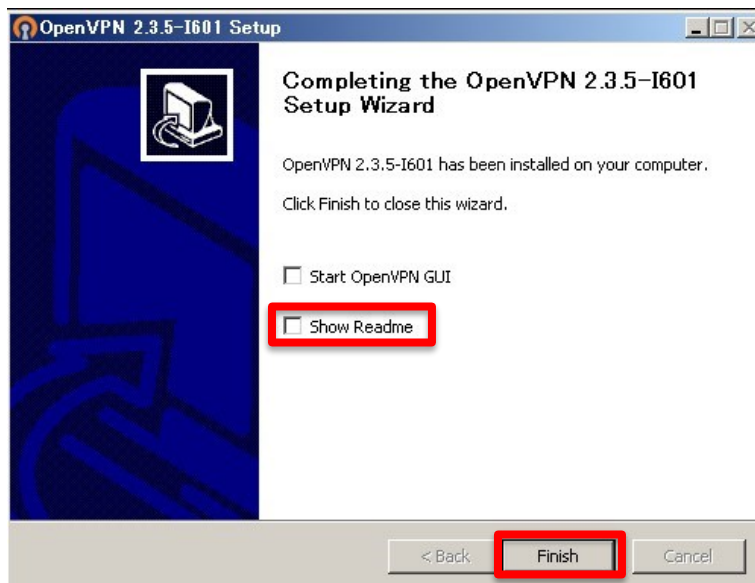 OpenVPN 2.3.5-I601 Setup
Completing the OpenVPN 2.3.5-I601
Setup Wizard
OpenVPN 2.3.5-I601 has been installed on your computer.
Click Finish to close this wizard.
Start OpenVPN GUI
Show Readme
< Back
Finish
Cancel